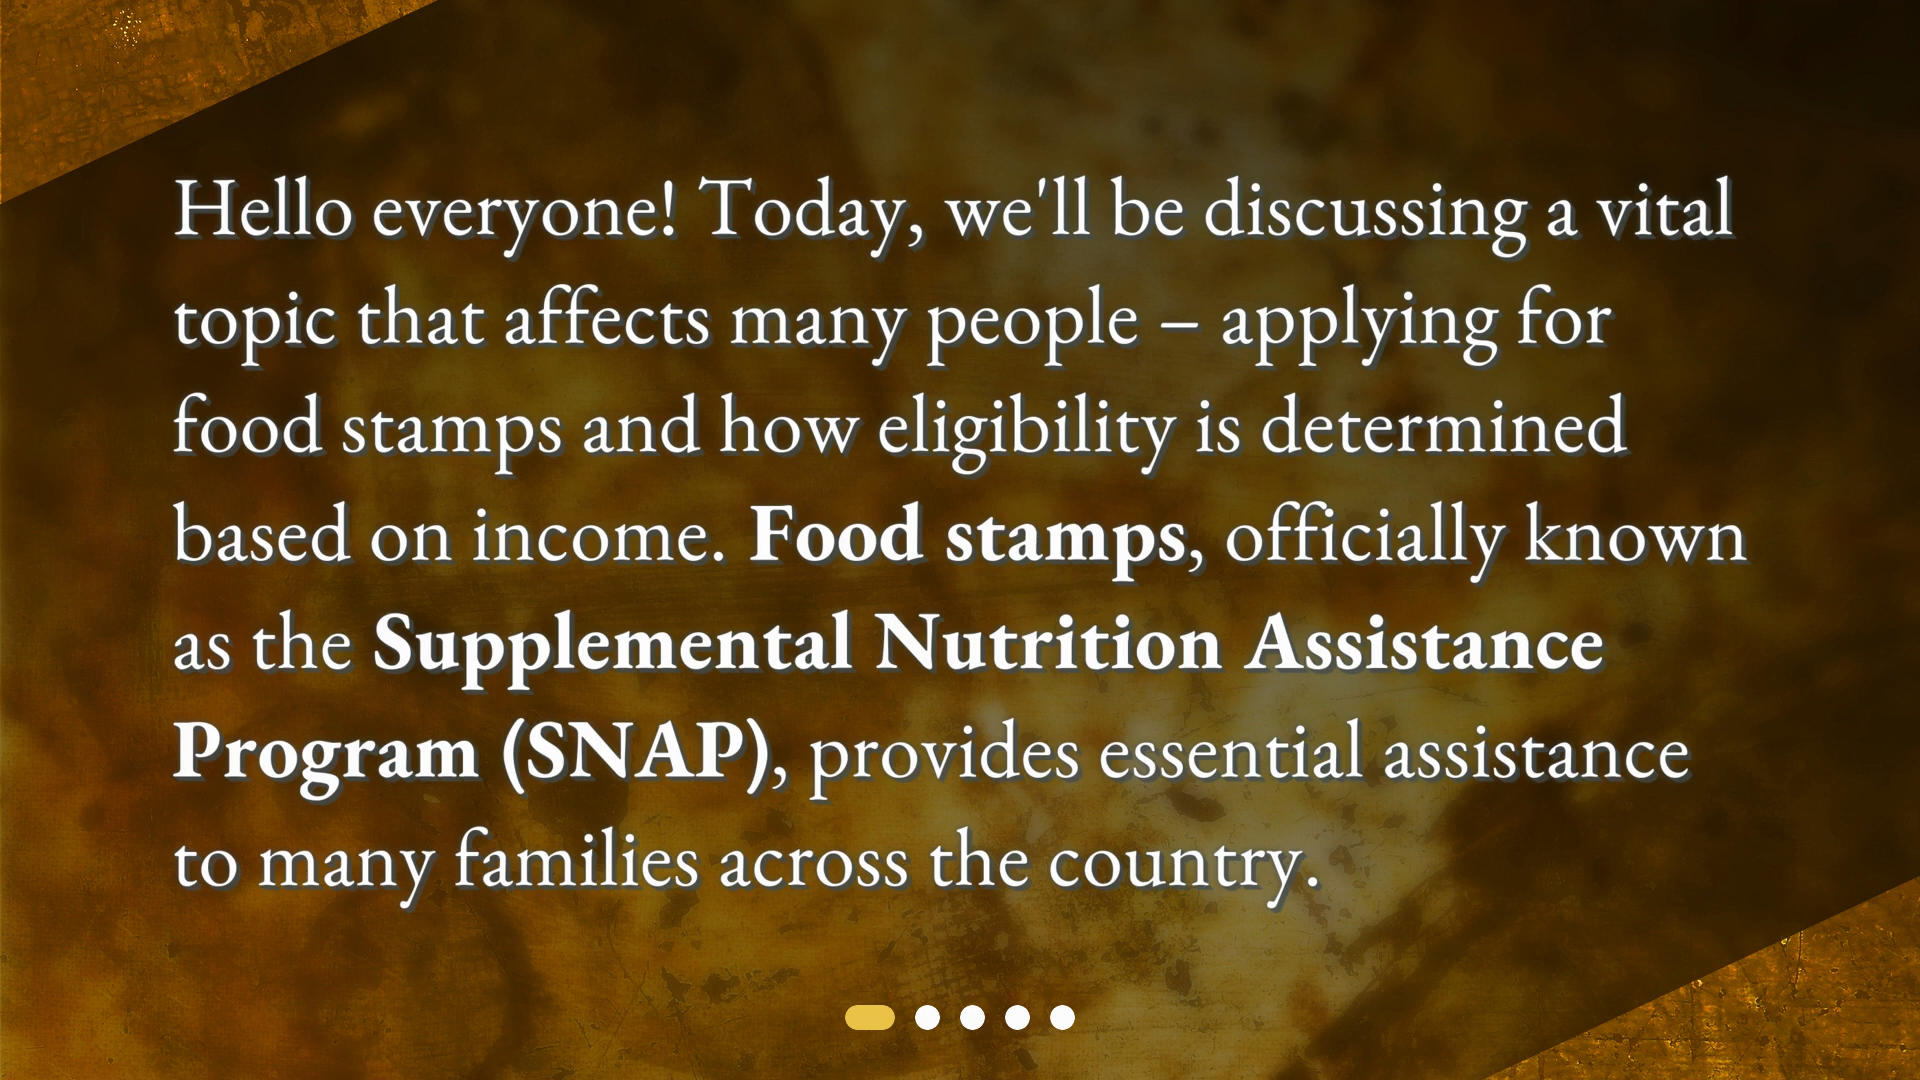 Hello everyone! Today, we'll be discussing a vital
topic that affects many people – applying for
food stamps and how eligibility is determined
based on income. Food stamps, officially known
as the Supplemental Nutrition Assistance
Program (SNAP), provides essential assistance
to many families across the country.